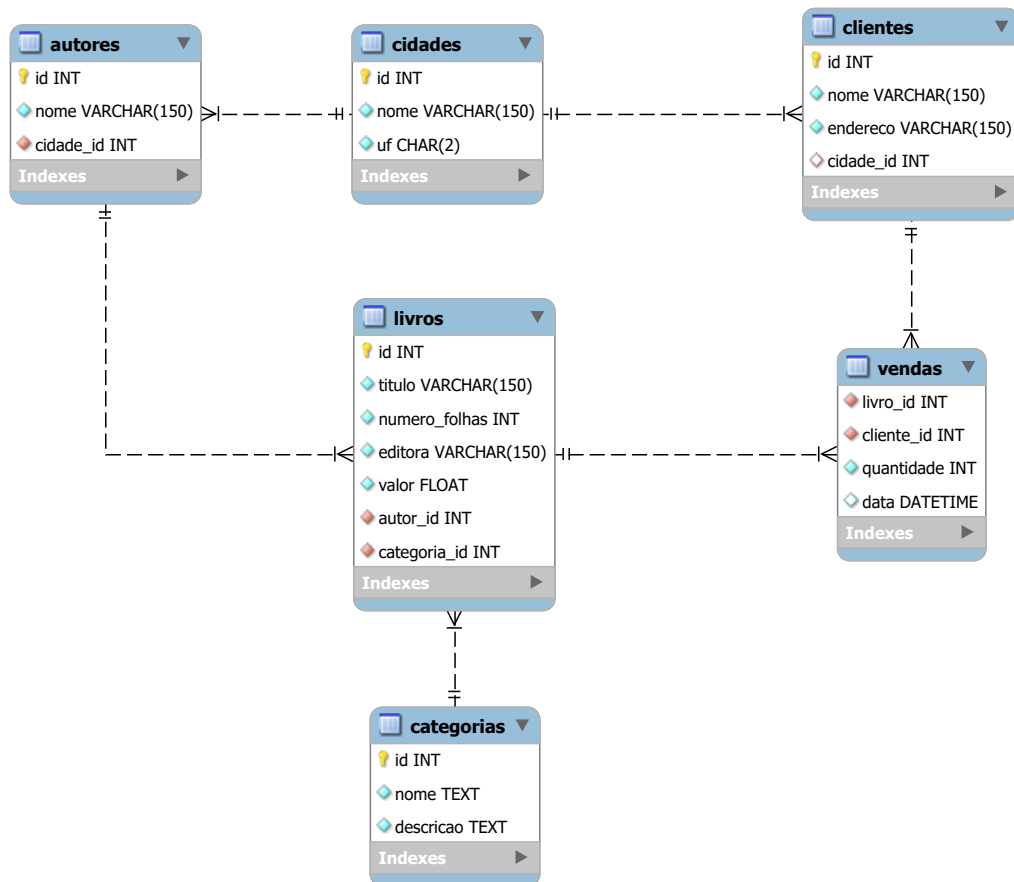 autores
id INT
nome VARCHAR(150)
cidade_id INT
Indexes
cidades
id INT
nome VARCHAR(150)
uf CHAR(2)
Indexes
clientes
id INT
nome VARCHAR(150)
endereco VARCHAR(150)
cidade_id INT
Indexes
livros
id INT
titulo VARCHAR(150)
numero_folhas INT
editora VARCHAR(150)
valor FLOAT
autor_id INT
categoria_id INT
Indexes
vendas
livro_id INT
cliente_id INT
quantidade INT
data DATETIME
Indexes
categorias
id INT
nome TEXT
descricao TEXT
Indexes